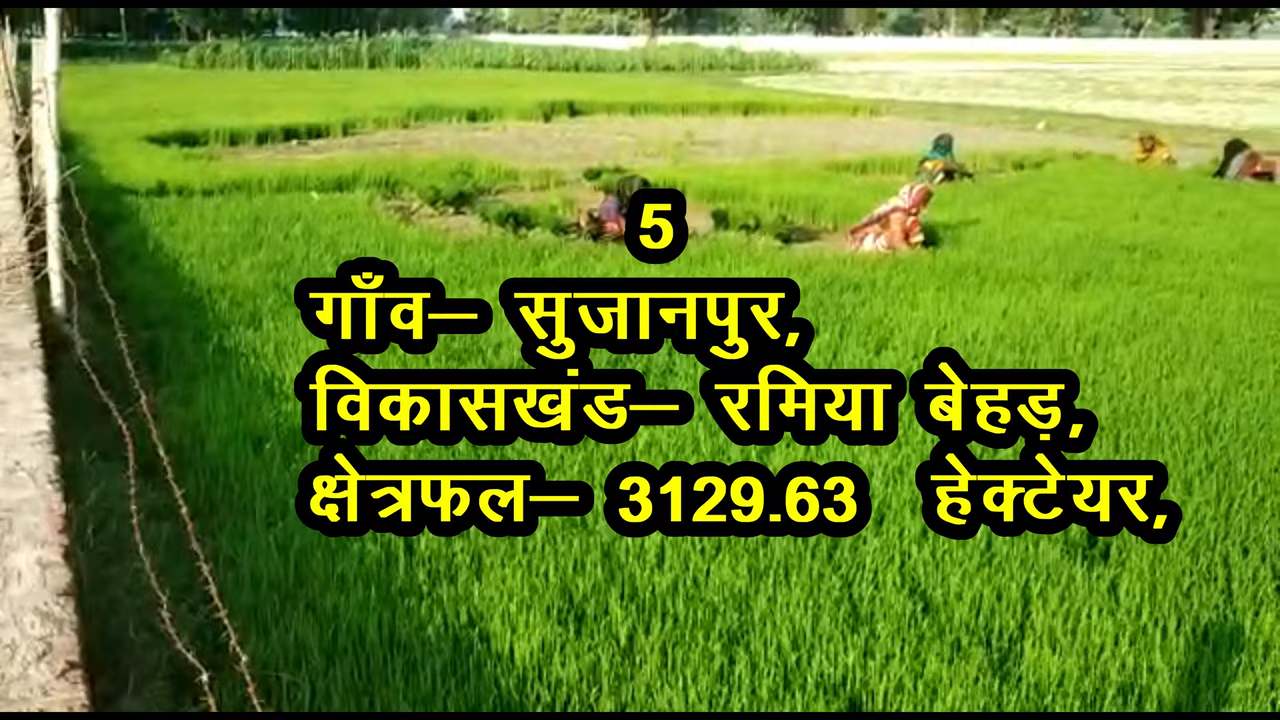 5
गाँव– सुजानपुर,
विकासखंड– रमिया बेहड़,
क्षेत्रफल– 3129.63 हेक्टेयर,